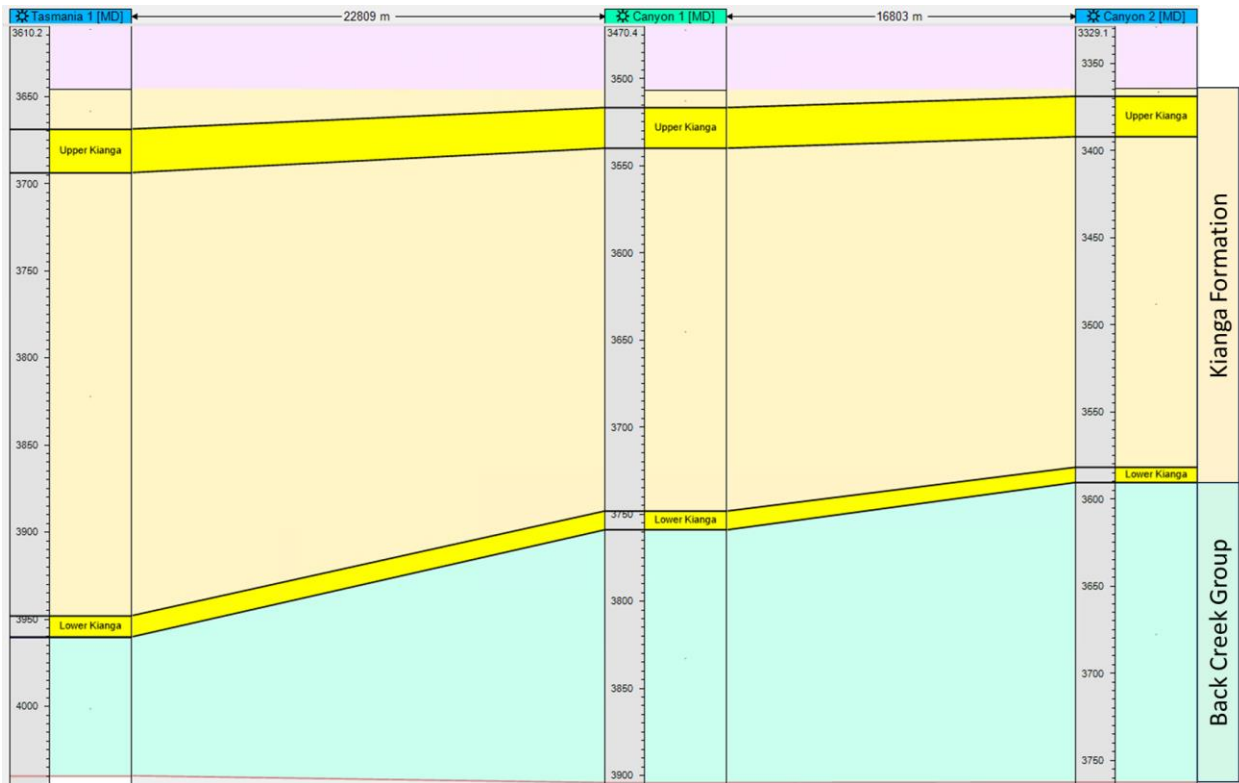 Tasmania 1 [MD]
22809 m
Canyon 1 [MD]
16803 m
Canyon 2 [MD]
3610.2
3650
3700
3750
3800
3850
3900
3950
4000
Upper Kianga
Lower Kianga
3470.4
3500
3550
3600
3650
3700
3750
3800
3850
3900
Upper Kianga
Lower Kianga
3329.1
3350
3400
3450
3500
3550
3600
3650
3700
3750
Upper Kianga
Lower Kianga
Kianga Formation
Back Creek Group